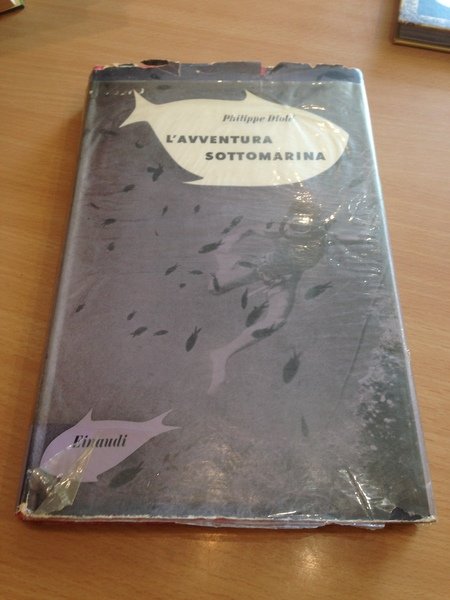 Philippe Diolé
L'AVVENTURA
SOTTOMARINA
Einaudi